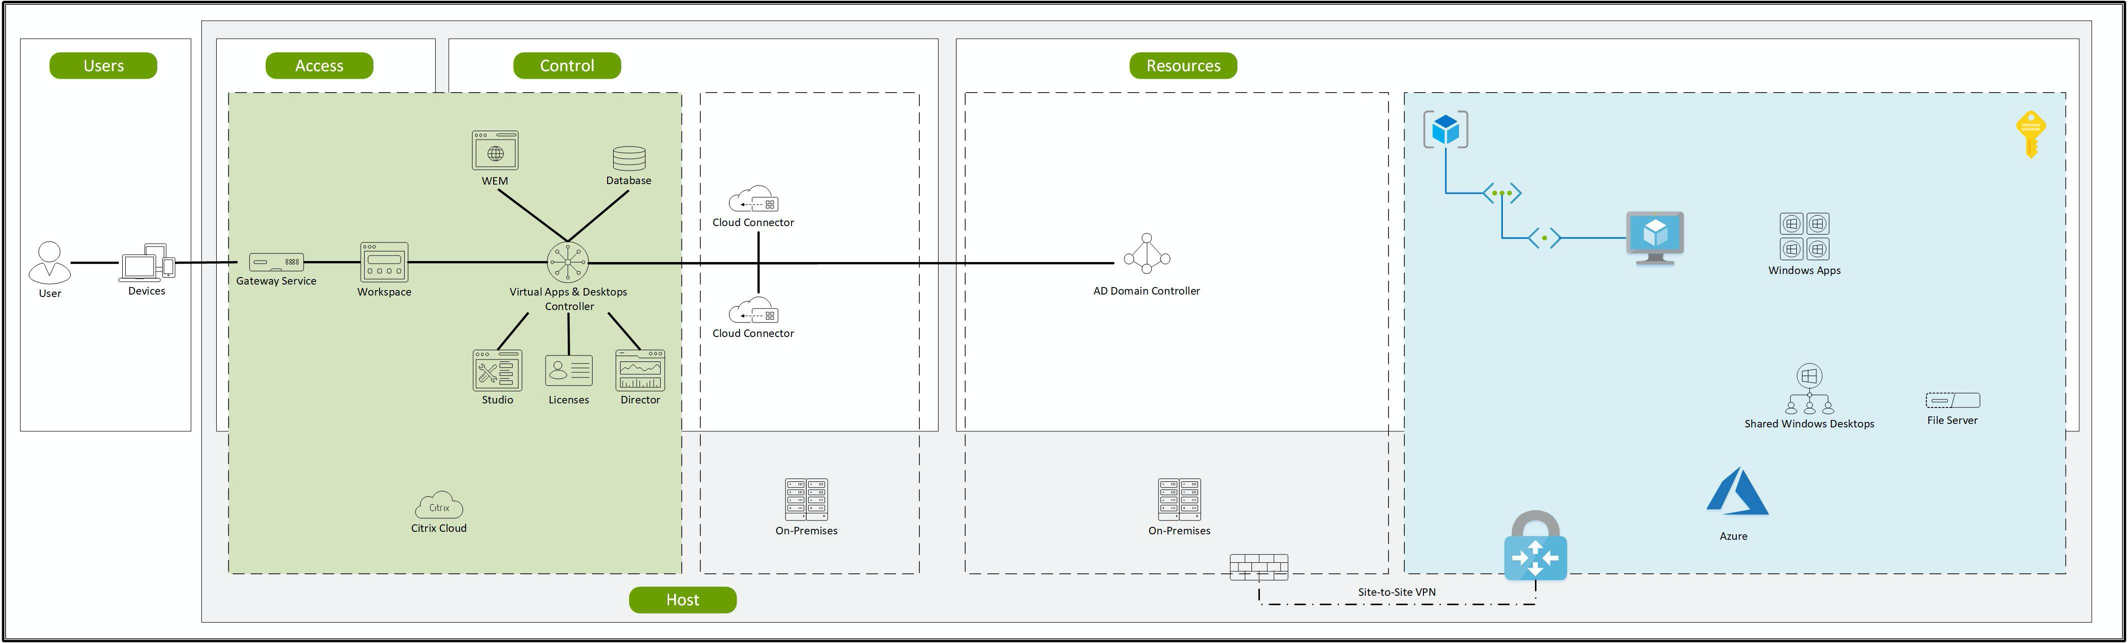 Users
Access
Control
Resources
WEM
Database
Cloud Connector
User
Devices
Gateway Service
Workspace
Virtual Apps & Desktops
Controller
Cloud Connector
AD Domain Controller
Windows Apps
Studio
Licenses
Director
Shared Windows Desktops
File Server
Citrix
Citrix Cloud
On-Premises
On-Premises
Azure
Site-to-Site VPN
Host